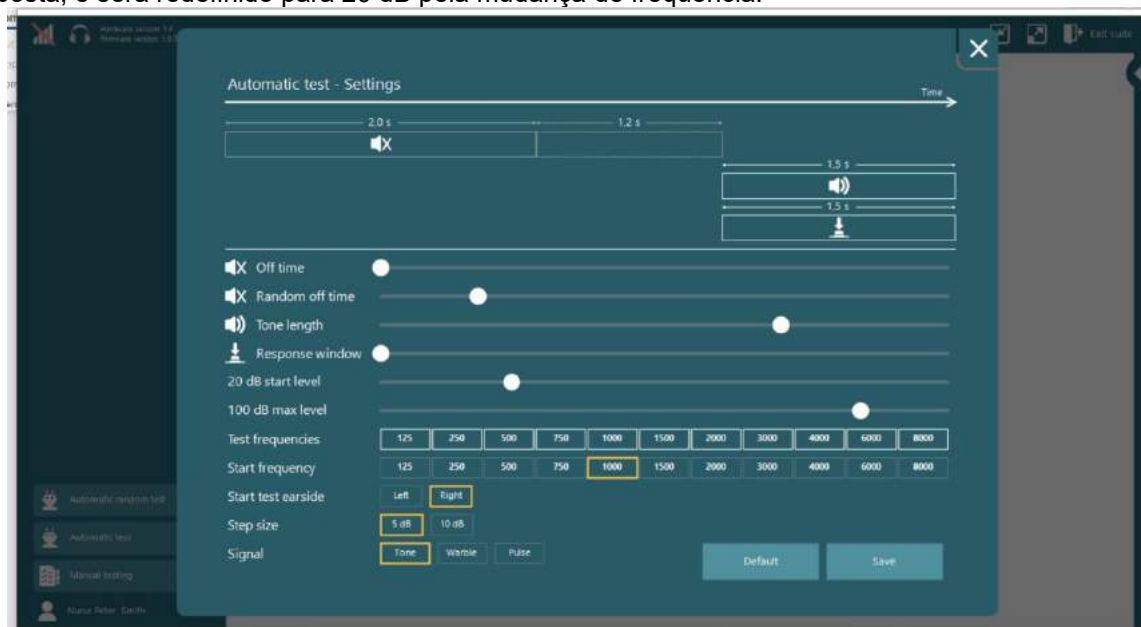 será redefinido para 20 dB pela mudança de frequência.
Exit suite
Automatic test - Settings
Time
2.0 s
1.2 s
1.5 s
1.5 s
Off time
Random off time
Tone length
Response window
20 dB start level
100 dB max level
Test frequencies 125 250 500 750 1000 1500 2000 3000 4000 6000 8000
Start frequency 125 250 500 750 1000 1500 2000 3000 4000 6000 8000
Start test earside Left Right
Step size 5 dB 10 dB
Signal Tone Warble Pulse
Default Save
Automatic random test
Automatic test
Manual testing
Nurse Peter Smith